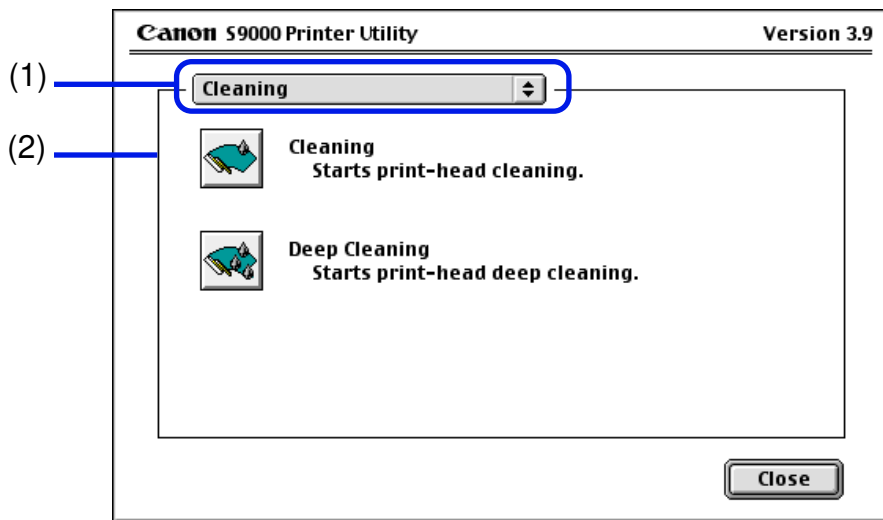 Canon S9000 Printer Utility Version 3.9
(1)
Cleaning
(2)
Cleaning
Starts print-head cleaning.
Deep Cleaning
Starts print-head deep cleaning.
Close